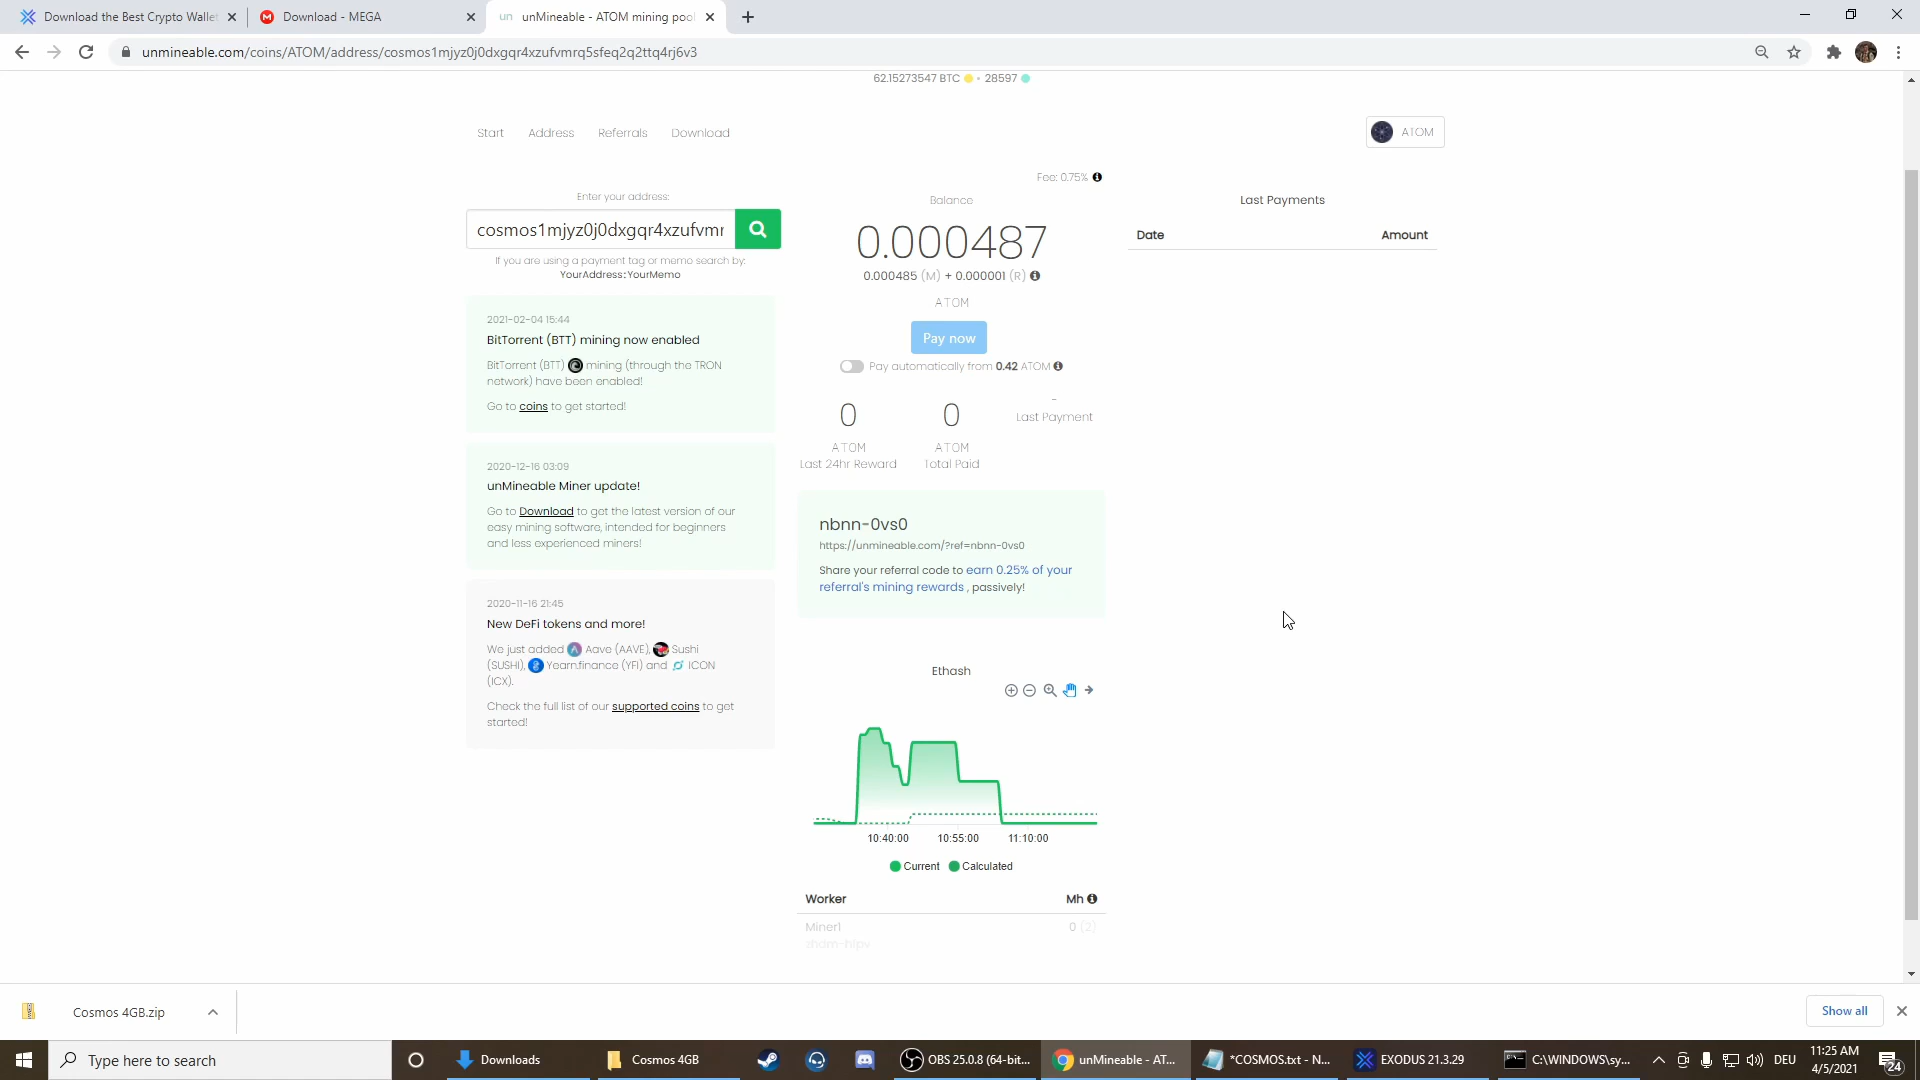 Download the Best Crypto Wallet
Download - MEGA
unMineable - ATOM mining pool
unmineable.com/coins/ATOM/address/cosmos1mjyz0j0dxgqr4xzufvmrq5sfeq2q2ttq4rj6v3
62.15273547 BTC • 28597
Start
Address
Referrals
Download
ATOM
Fee: 0.75%
Enter your address:
Balance
Last Payments
cosmos1mjyz0j0dxgqr4xzufvmr
0.000487
Date
Amount
If you are using a payment tag or memo search by:
YourAddress:YourMemo
0.000485 (M) + 0.000001 (R)
ATOM
Pay now
Pay automatically from 0.42 ATOM
2021-02-04 15:44
BitTorrent (BTT) mining now enabled
BitTorrent (BTT) mining (through the TRON
network) have been enabled!
Go to coins to get started!
0
ATOM
Last 24hr Reward
0
ATOM
Total Paid
-
Last Payment
2020-12-16 03:09
unMineable Miner update!
Go to Download to get the latest version of our
easy mining software, intended for beginners
and less experienced miners!
nbnn-0vs0
https://unmineable.com/?ref=nbnn-0vs0
Share your referral code to earn 0.25% of your
referral's mining rewards , passively!
2020-11-16 21:45
New DeFi tokens and more!
We just added Aave (AAVE), Sushi
(SUSHI), Yearn.finance (YFI) and ICON
(ICX).
Check the full list of our supported coins to get
started!
Ethash
10:40:00
10:55:00
11:10:00
Current
Calculated
Worker
Mh
Miner1
0 (2)
Cosmos 4GB.zip
Show all
Type here to search
Downloads
Cosmos 4GB
OBS 25.0.8 (64-bit...
unMineable - AT...
*COSMOS.txt - N...
EXODUS 21.3.29
C:\WINDOWS\sy...
DEU
11:25 AM
4/5/2021
24